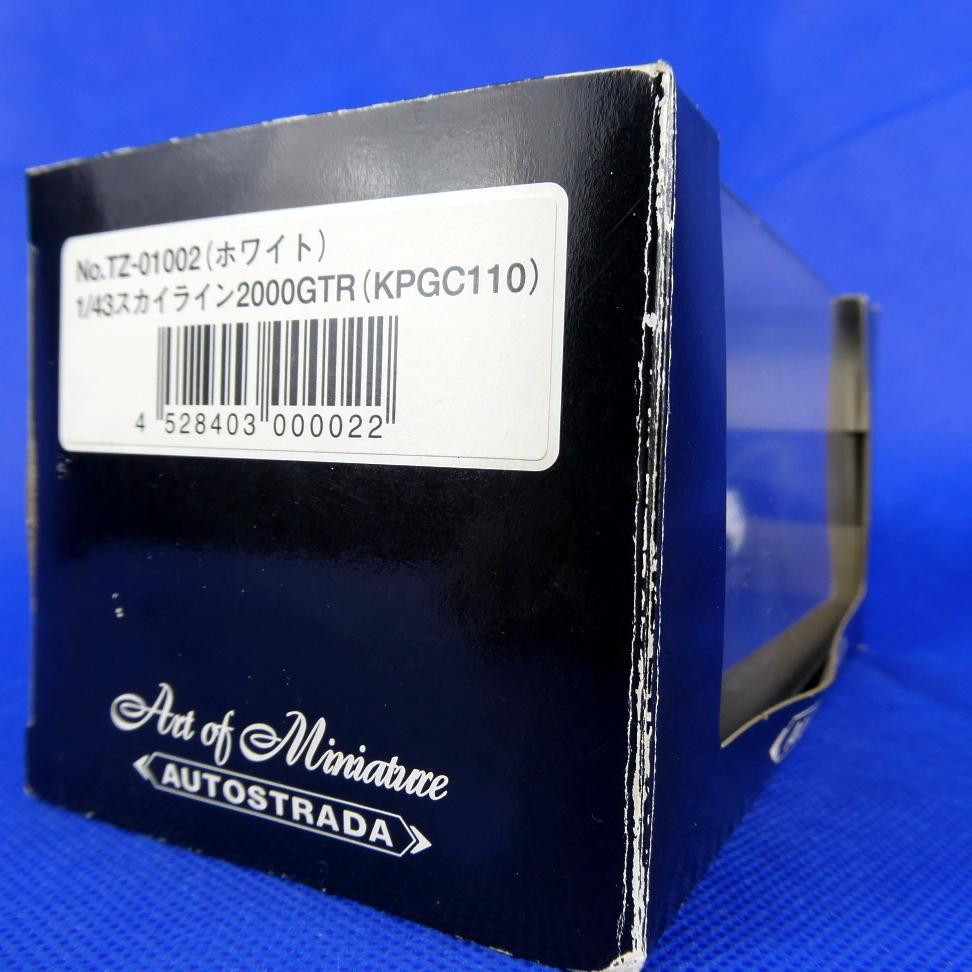 No.TZ-01002(ホワイト)
1/43スカイライン2000GTR(KPGC110)
4 528403 000022
Art of Miniature
AUTOSTRADA